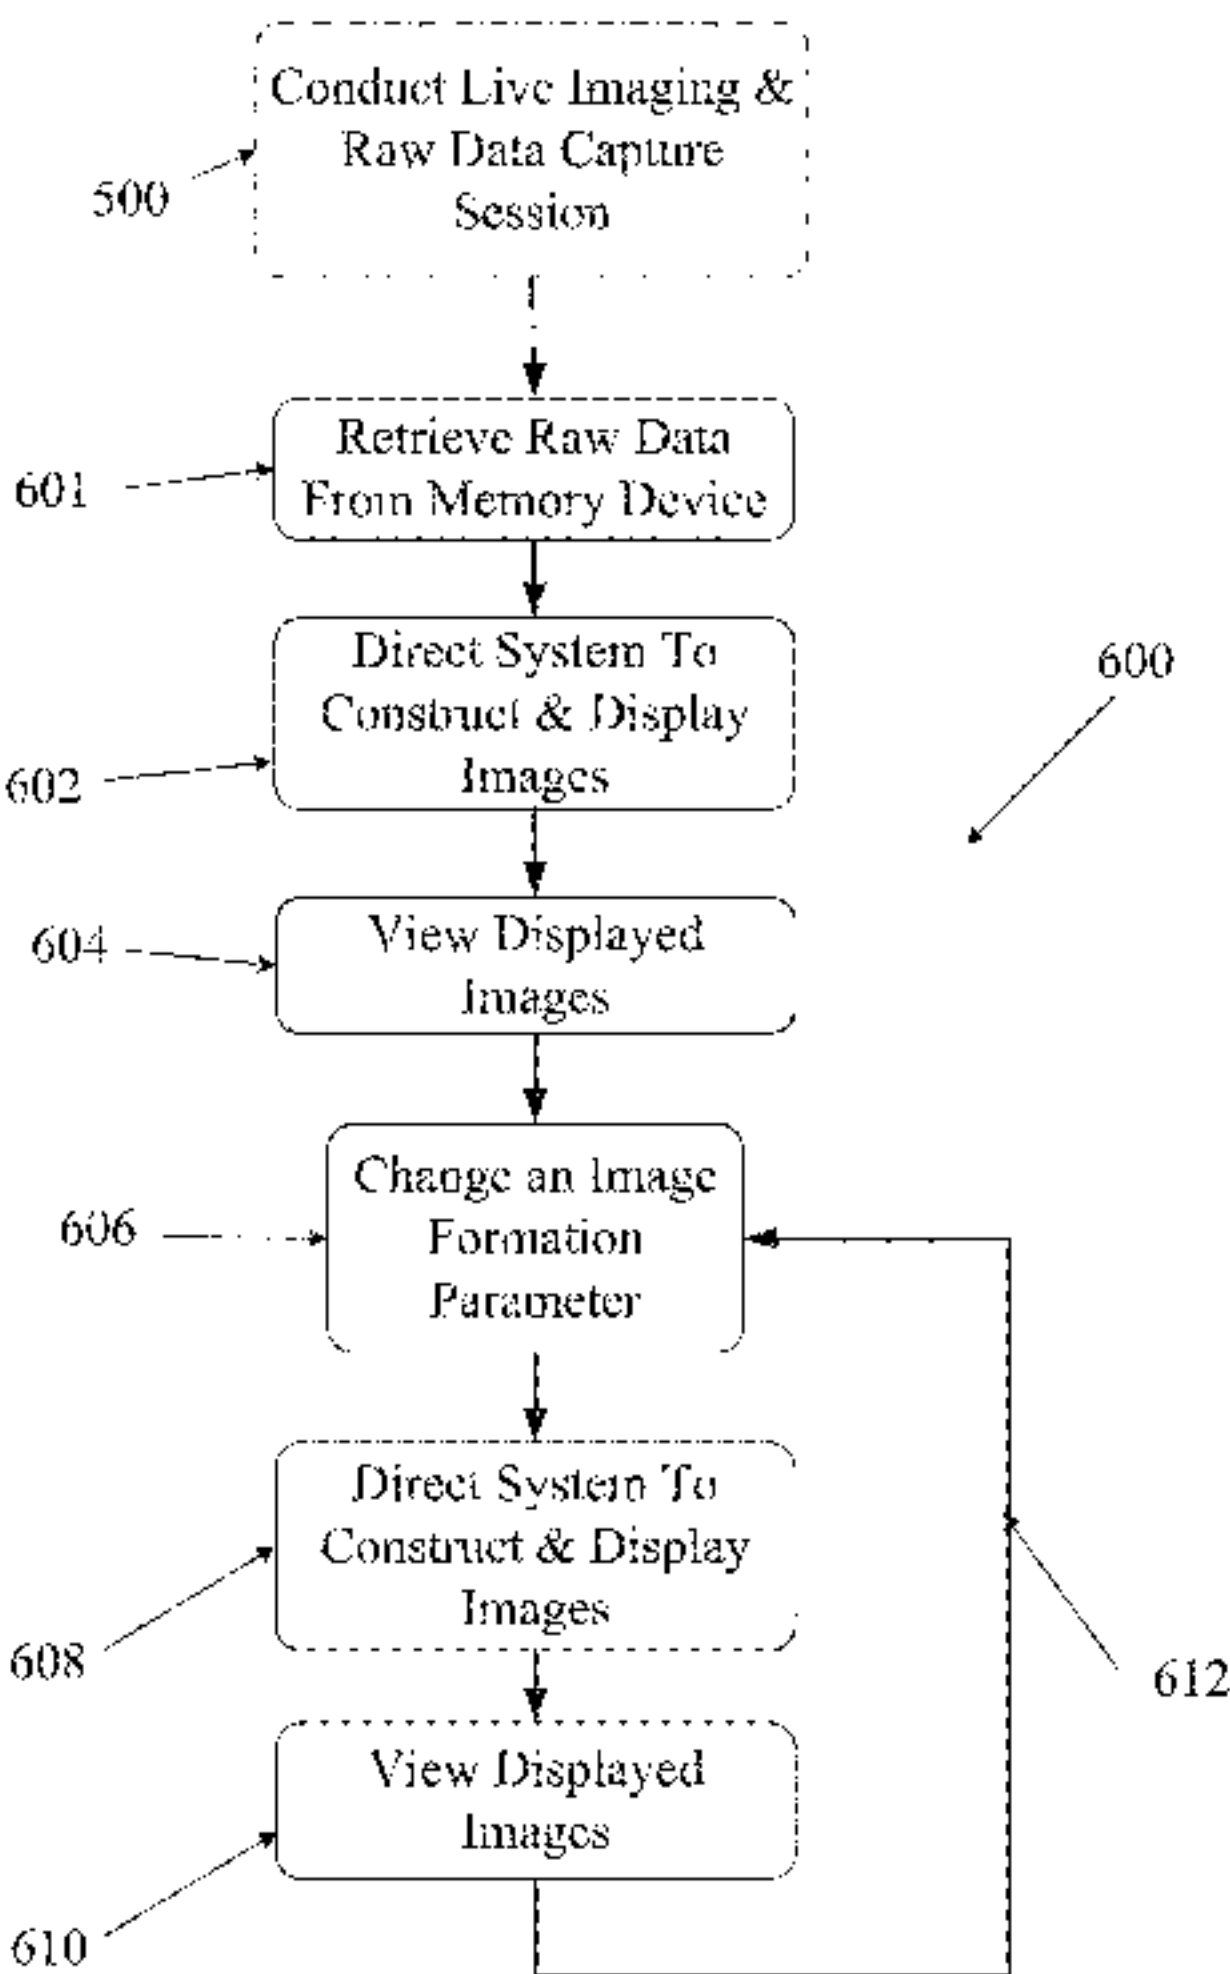 Conduct Live Imaging &
Raw Data Capture
Session
500
Retrieve Raw Data
From Memory Device
601
Direct System To
Construct & Display
Images
600
602
View Displayed
Images
604
Change an Image
Formation
Parameter
606
Direct System To
Construct & Display
Images
608
612
View Displayed
Images
610